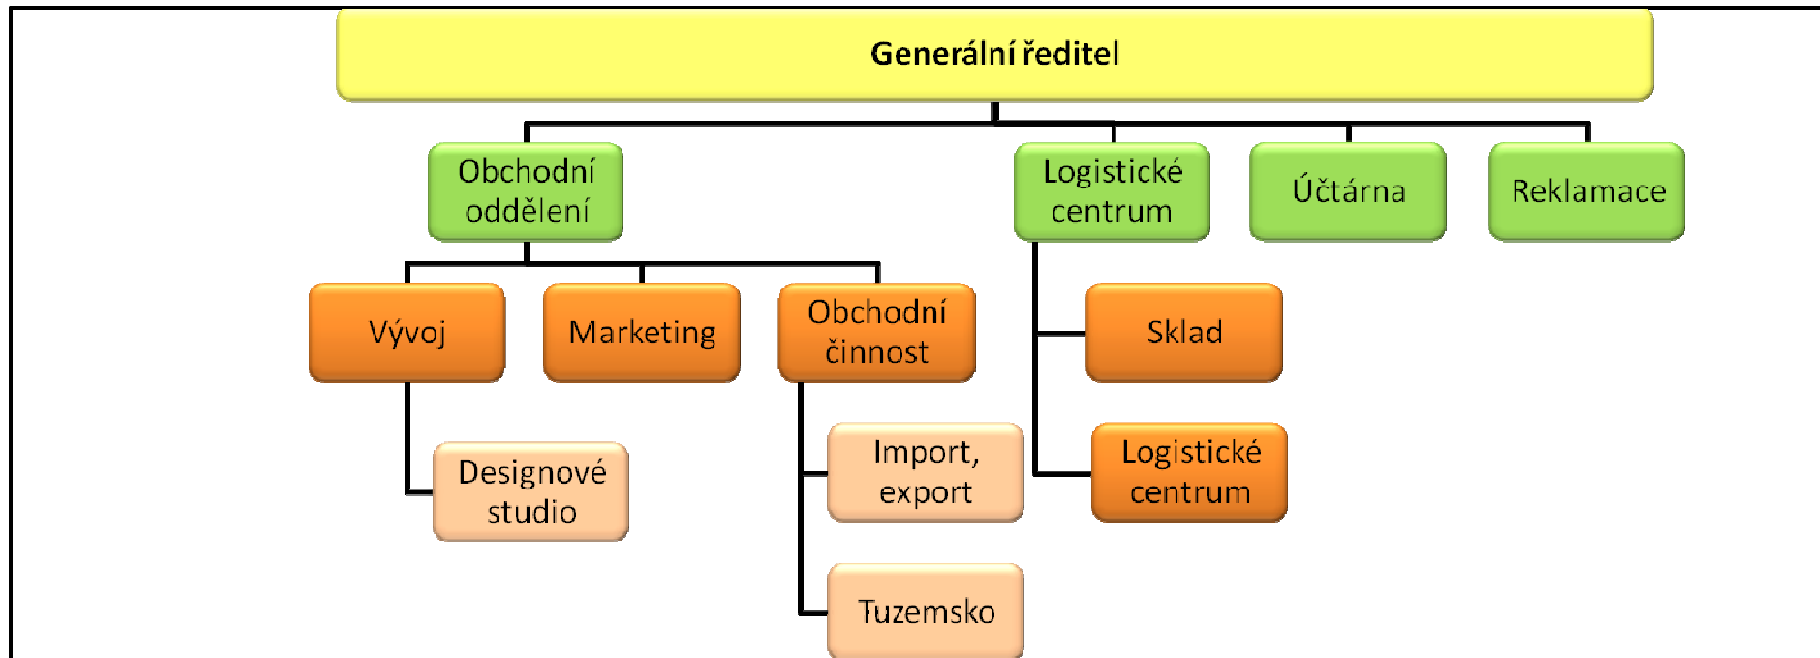 Generální ředitel
Obchodní
oddělení
Logistické
centrum
Účtárna
Reklamace
Vývoj
Marketing
Obchodní
činnost
Sklad
Designové
studio
Import,
export
Logistické
centrum
Tuzemsko